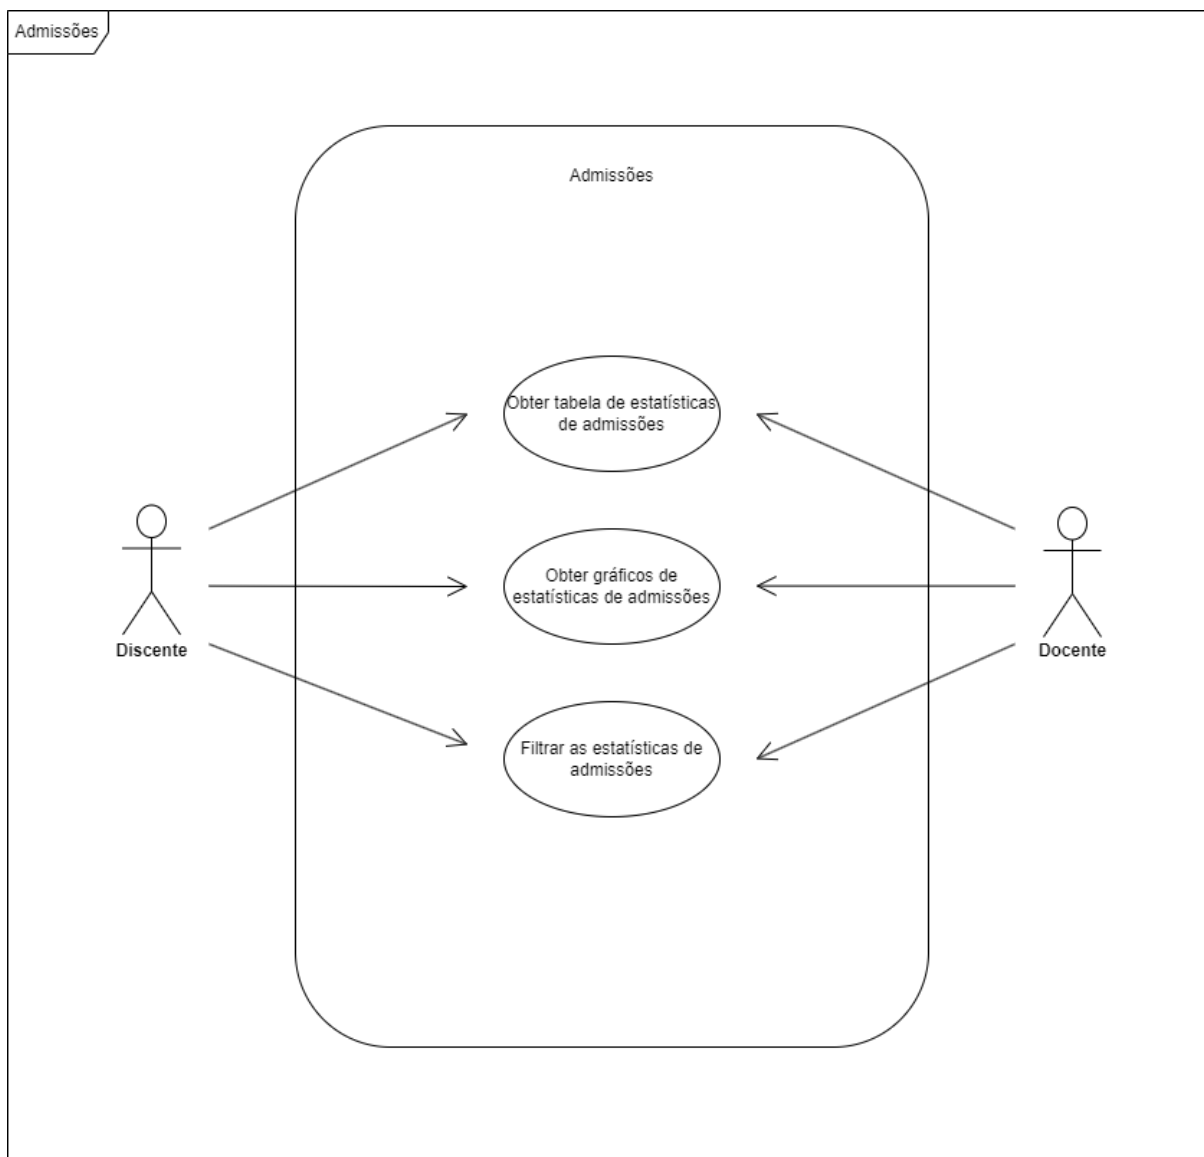 Admissões
Admissões
Obter tabela de estatísticas
de admissões
Obter gráficos de
estatísticas de admissões
Discente
Docente
Filtrar as estatísticas de
admissões